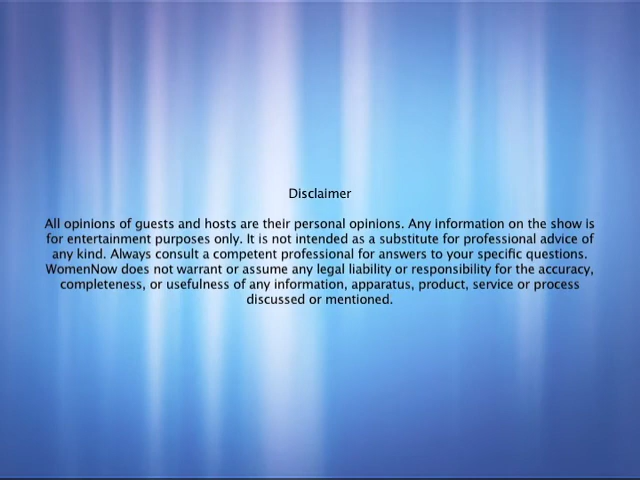 Disclaimer
All opinions of guests and hosts are their personal opinions. Any information on the show is
for entertainment purposes only. It is not intended as a substitute for professional advice of
any kind. Always consult a competent professional for answers to your specific questions.
WomenNow does not warrant or assume any legal liability or responsibility for the accuracy,
completeness, or usefulness of any information, apparatus, product, service or process
discussed or mentioned.